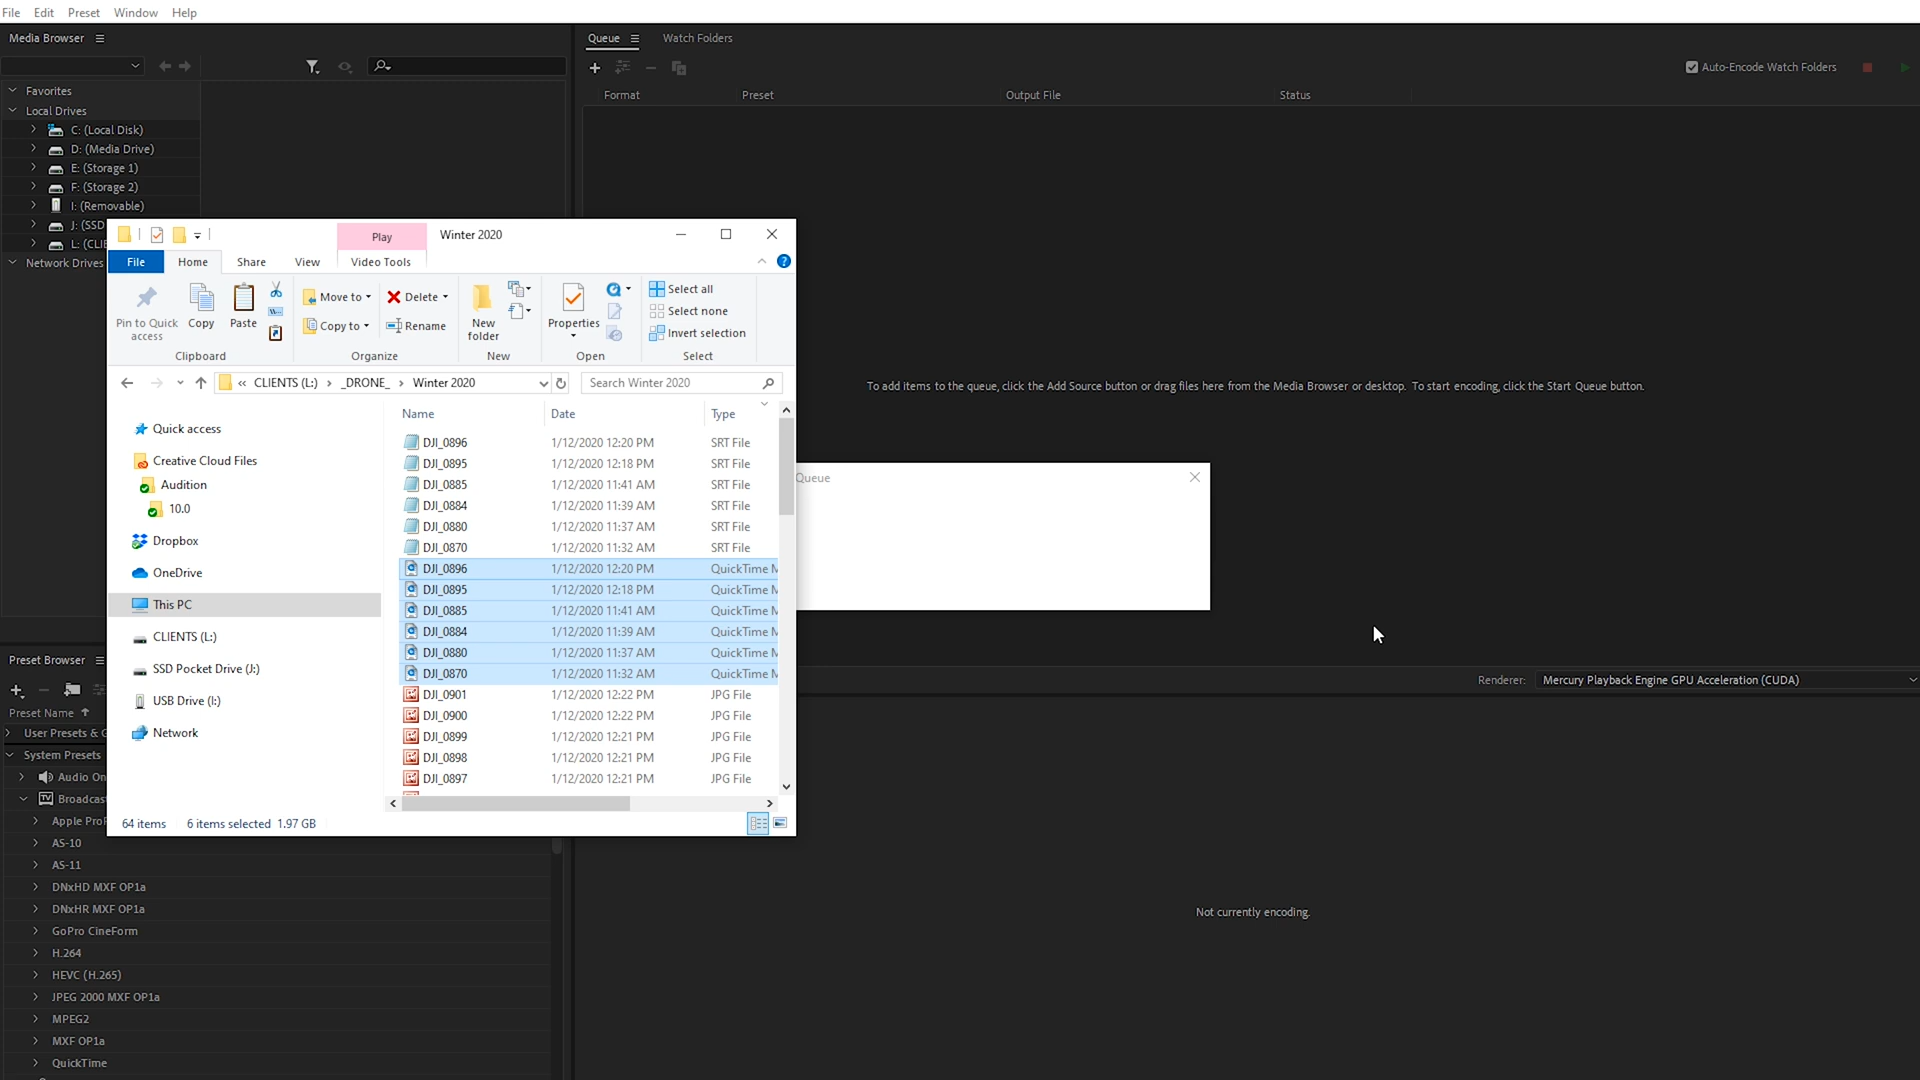 File Edit Preset Window Help
Media Browser
Queue
Watch Folders
Auto-Encode Watch Folders
Format Preset Output File Status
Favorites
Local Drives
C: (Local Disk)
D: (Media Drive)
E: (Storage 1)
F: (Storage 2)
I: (Removable)
J: (SSD
L: (CLIE
Network Drives
To add items to the queue, click the Add Source button or drag files here from the Media Browser or desktop. To start encoding, click the Start Queue button.
Queue
Renderer: Mercury Playback Engine GPU Acceleration (CUDA)
Not currently encoding.
Play
Winter 2020
File Home Share View Video Tools
Pin to Quick access
Copy
Paste
Move to
Copy to
Delete
Rename
New folder
Properties
Select all
Select none
Invert selection
Clipboard Organize New Open Select
« CLIENTS (L:) › _DRONE_ › Winter 2020
Search Winter 2020
Quick access
Creative Cloud Files
Audition
10.0
Dropbox
OneDrive
This PC
CLIENTS (L:)
SSD Pocket Drive (J:)
USB Drive (I:)
Network
Name Date Type
DJI_0896 1/12/2020 12:20 PM SRT File
DJI_0895 1/12/2020 12:18 PM SRT File
DJI_0885 1/12/2020 11:41 AM SRT File
DJI_0884 1/12/2020 11:39 AM SRT File
DJI_0880 1/12/2020 11:37 AM SRT File
DJI_0870 1/12/2020 11:32 AM SRT File
DJI_0896 1/12/2020 12:20 PM QuickTime M
DJI_0895 1/12/2020 12:18 PM QuickTime M
DJI_0885 1/12/2020 11:41 AM QuickTime M
DJI_0884 1/12/2020 11:39 AM QuickTime M
DJI_0880 1/12/2020 11:37 AM QuickTime M
DJI_0870 1/12/2020 11:32 AM QuickTime M
DJI_0901 1/12/2020 12:22 PM JPG File
DJI_0900 1/12/2020 12:22 PM JPG File
DJI_0899 1/12/2020 12:21 PM JPG File
DJI_0898 1/12/2020 12:21 PM JPG File
DJI_0897 1/12/2020 12:21 PM JPG File
64 items 6 items selected 1.97 GB
Preset Browser
Preset Name
User Presets & G
System Presets
Audio On
Broadcas
Apple ProR
AS-10
AS-11
DNxHD MXF OP1a
DNxHR MXF OP1a
GoPro CineForm
H.264
HEVC (H.265)
JPEG 2000 MXF OP1a
MPEG2
MXF OP1a
QuickTime